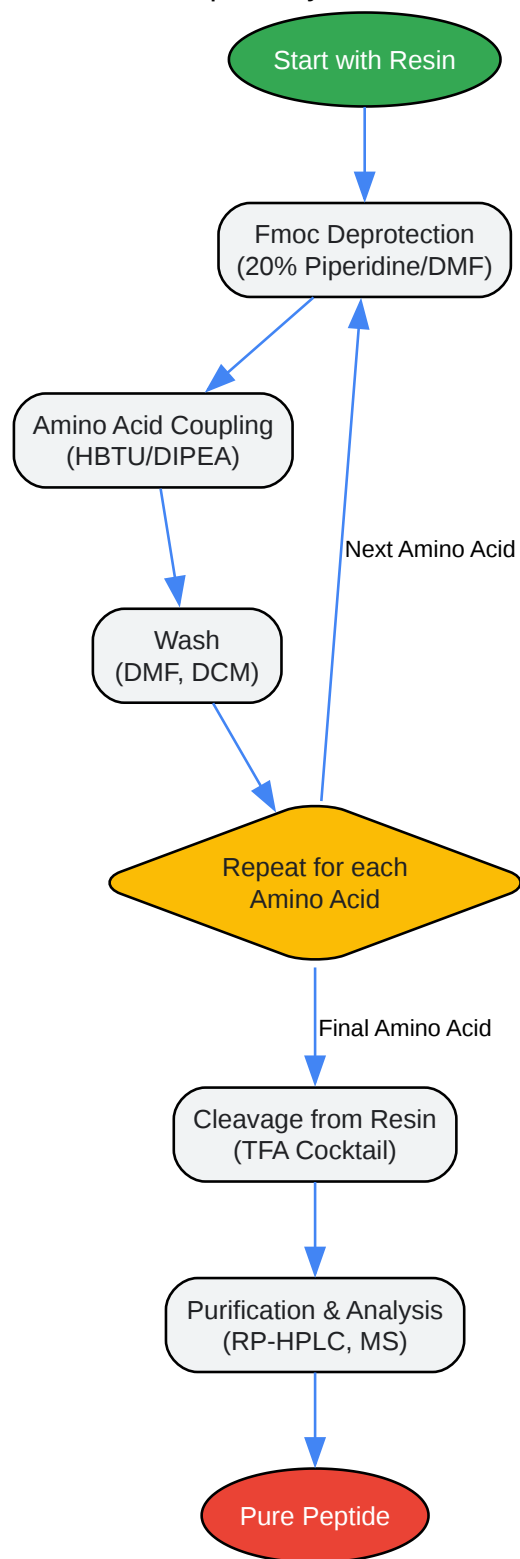 Start with Resin
Fmoc Deprotection
(20% Piperidine/DMF)
Amino Acid Coupling
(HBTU/DIPEA)
Next Amino Acid
Wash
(DMF, DCM)
Repeat for each
Amino Acid
Final Amino Acid
Cleavage from Resin
(TFA Cocktail)
Purification & Analysis
(RP-HPLC, MS)
Pure Peptide